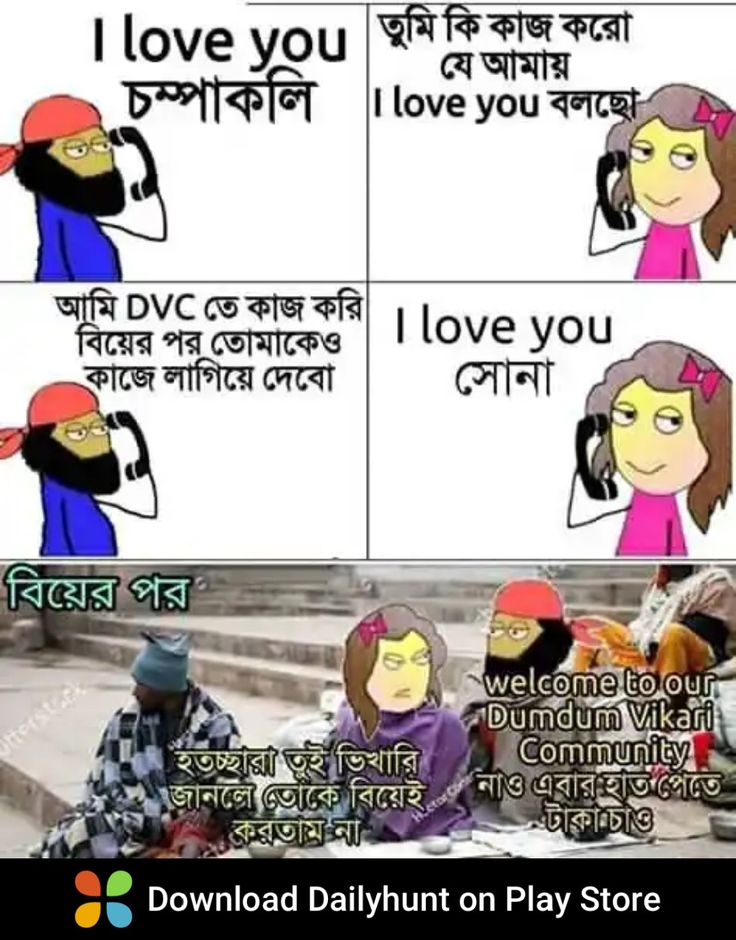 I love you
চম্পাকলি
তুমি কি কাজ করো
যে আমায়
I love you বলছো
আমি DVC তে কাজ করি
বিয়ের পর তোমাকেও
কাজে লাগিয়ে দেবো
I love you
সোনা
বিয়ের পর
হতচ্ছারা তুই ভিখারি
জানলে তোকে বিয়েই
করতাম না
welcome to our
Dumdum Vikari
Community
নাও এবার হাত পেতে
টাকা চাও
Download Dailyhunt on Play Store